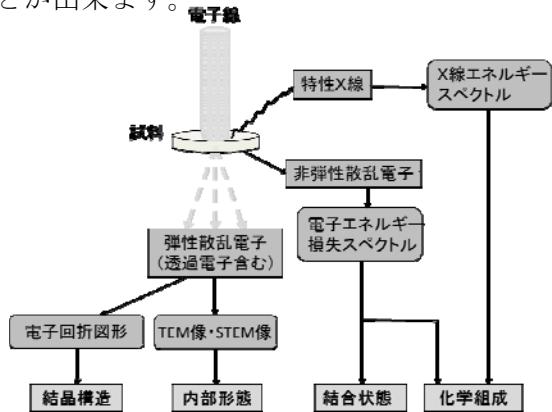 とが出来ます。
電子線
特性X線
X線エネルギー
スペクトル
試料
非弾性散乱電子
電子エネルギー
損失スペクトル
弾性散乱電子
(透過電子含む)
電子回折図形
TEM像・STEM像
結晶構造
内部形態
結合状態
化学組成